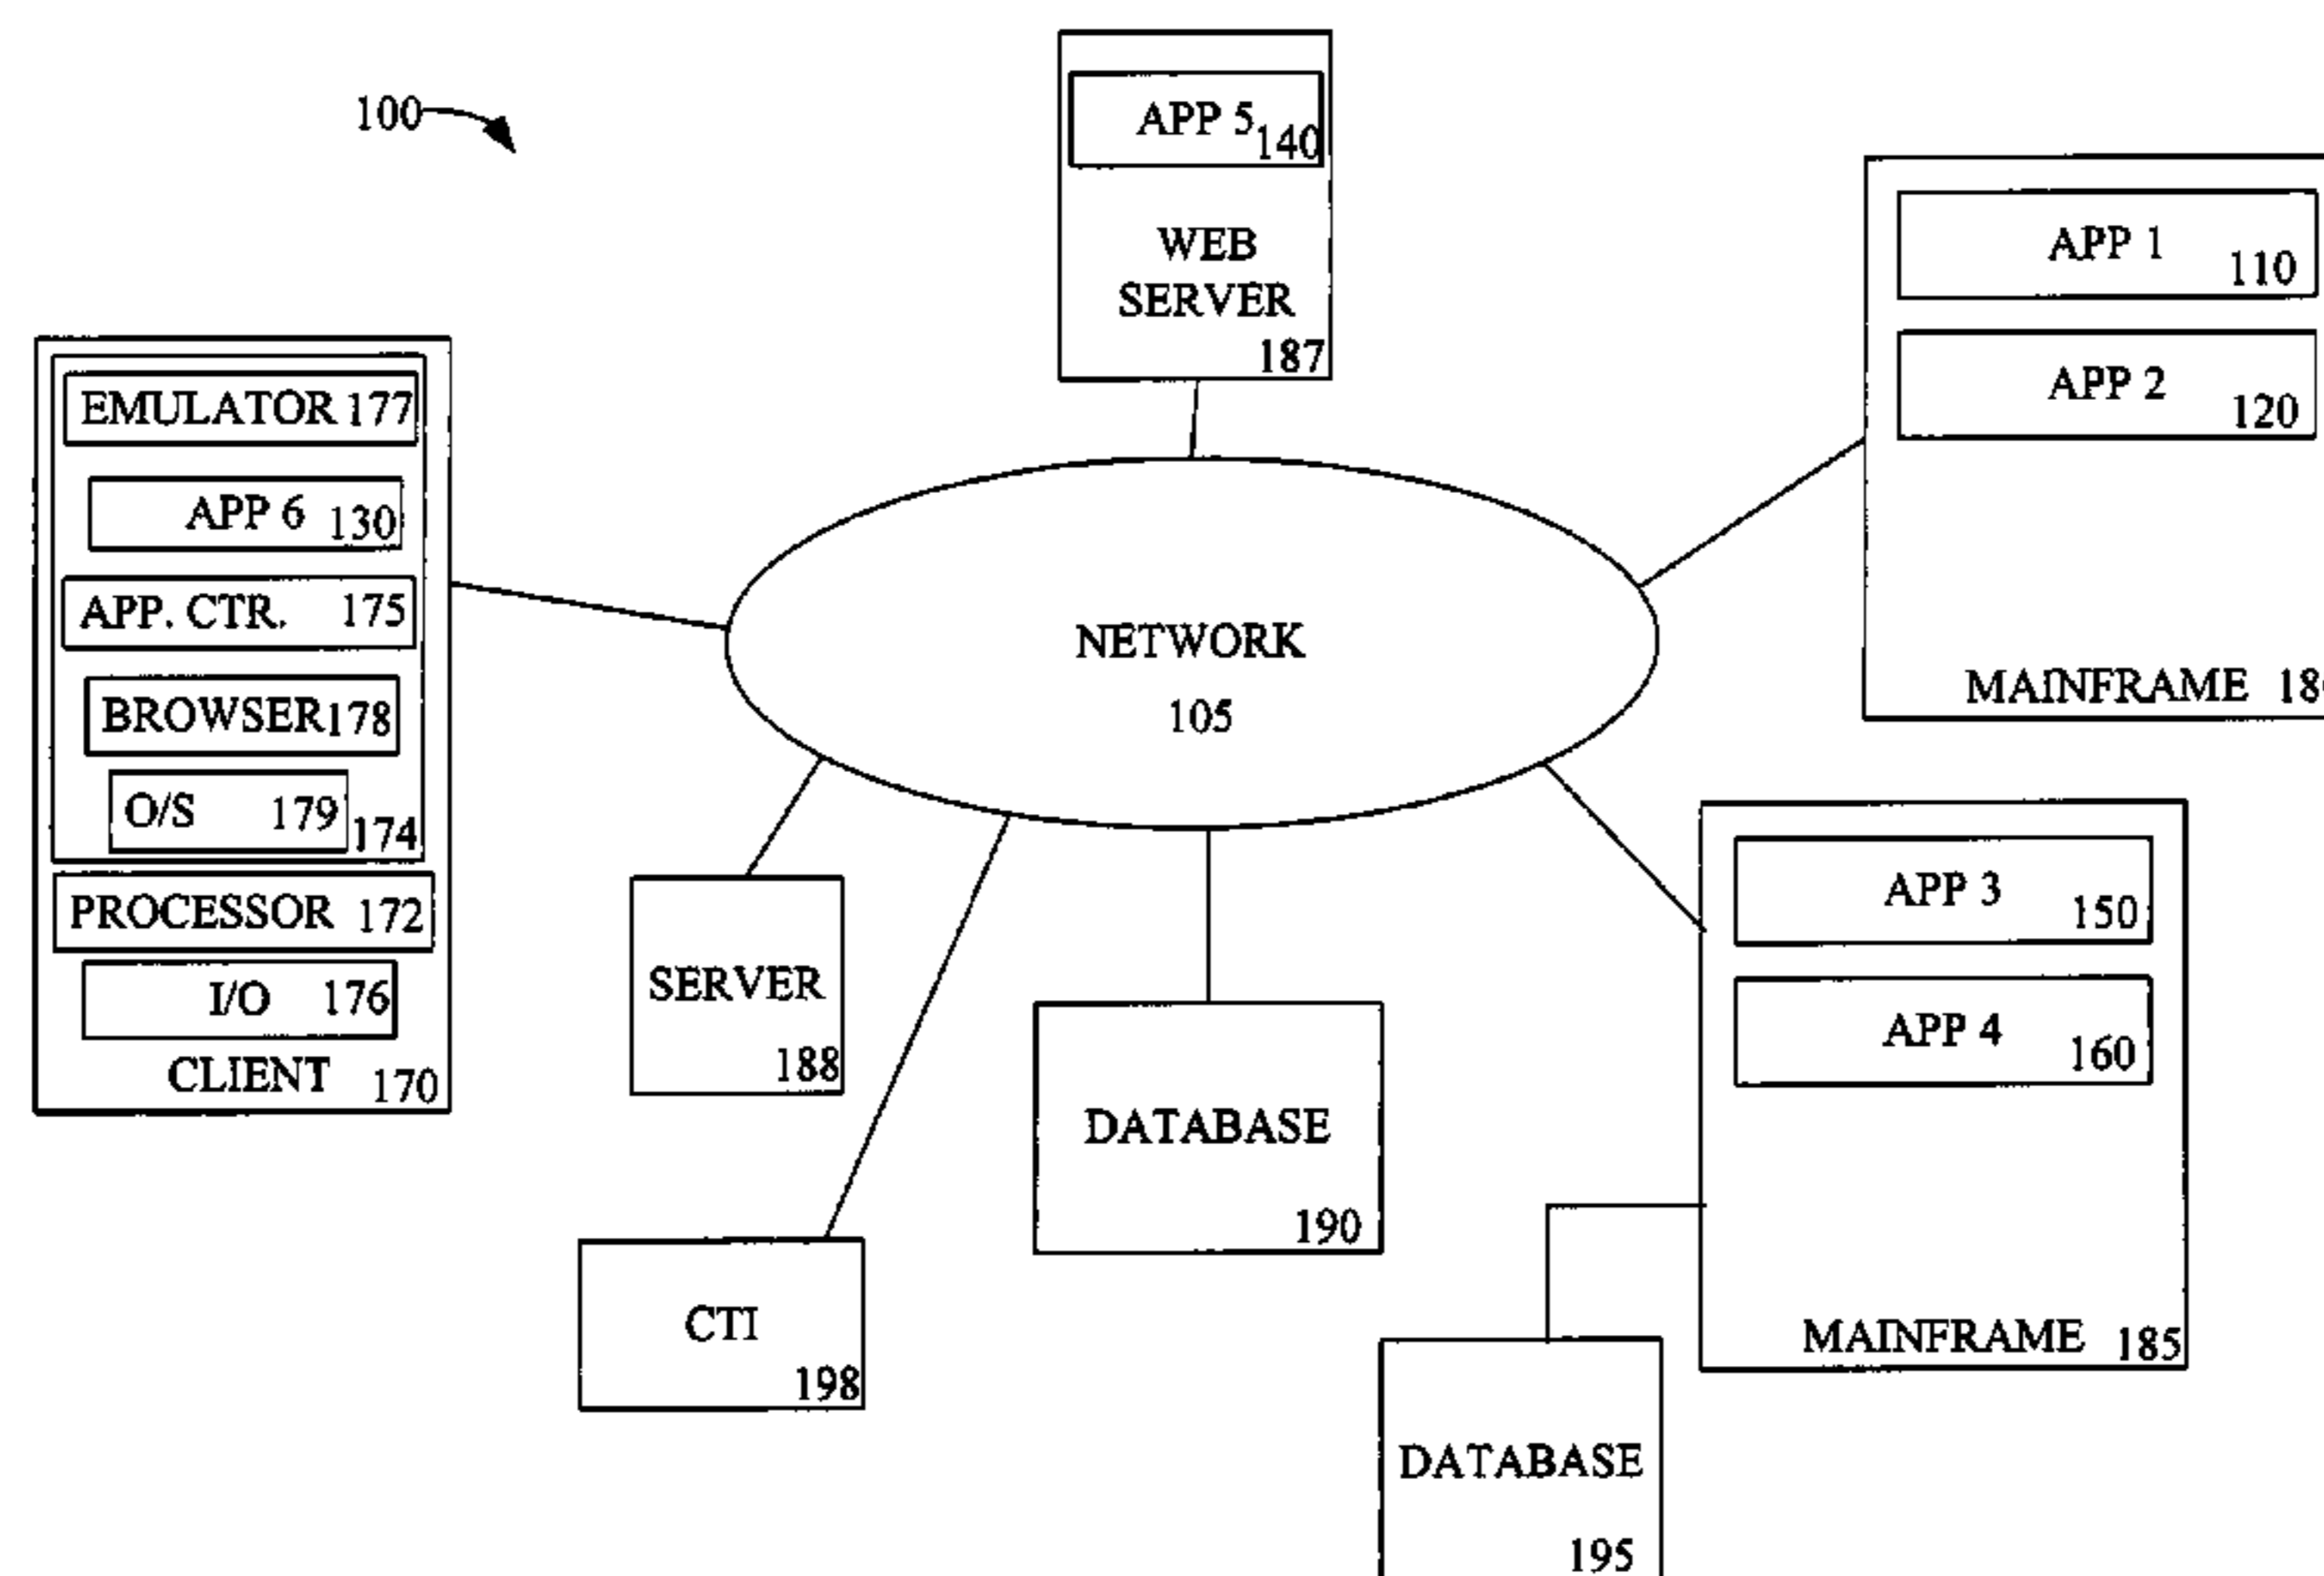 100
APP 5 140
WEB
SERVER
187
APP 1 110
APP 2 120
MAINFRAME
EMULATOR 177
APP 6 130
APP. CTR. 175
BROWSER 178
O/S 179
174
PROCESSOR 172
I/O 176
CLIENT 170
NETWORK
105
SERVER
188
CTI
198
DATABASE
190
APP 3 150
APP 4 160
MAINFRAME 185
DATABASE
195